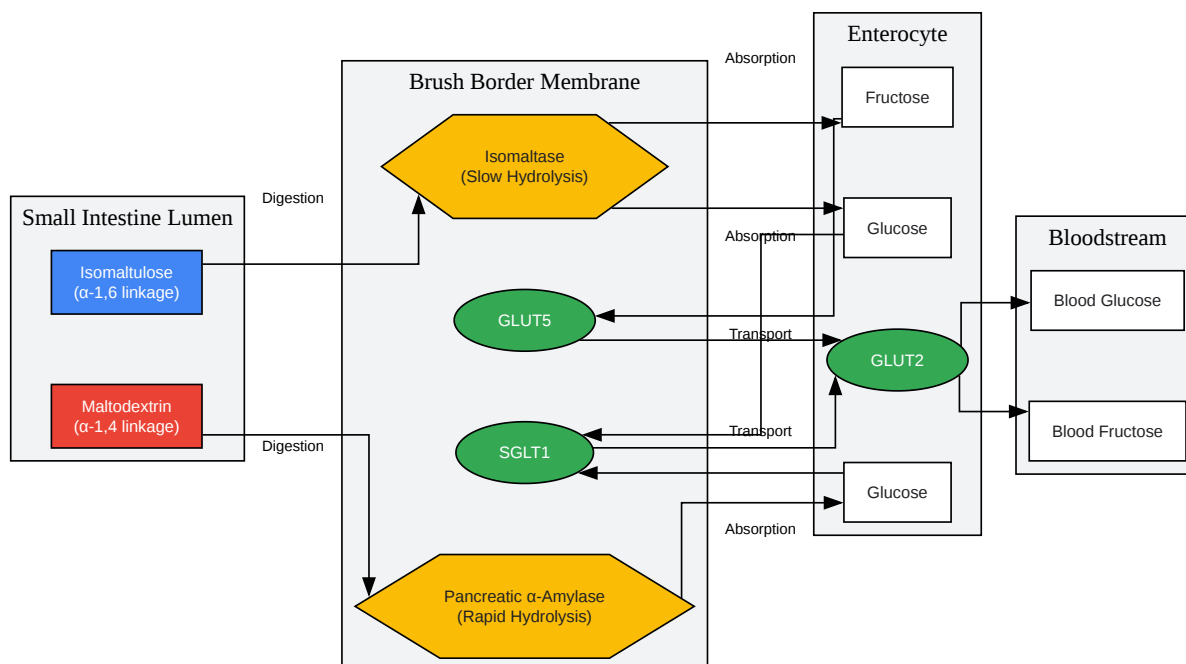 Small Intestine Lumen
Isomaltulose
(α-1,6 linkage)
Maltodextrin
(α-1,4 linkage)
Digestion
Digestion
Brush Border Membrane
Isomaltase
(Slow Hydrolysis)
GLUT5
SGLT1
Pancreatic α-Amylase
(Rapid Hydrolysis)
Absorption
Absorption
Transport
Transport
Absorption
Enterocyte
Fructose
Glucose
GLUT2
Glucose
Bloodstream
Blood Glucose
Blood Fructose